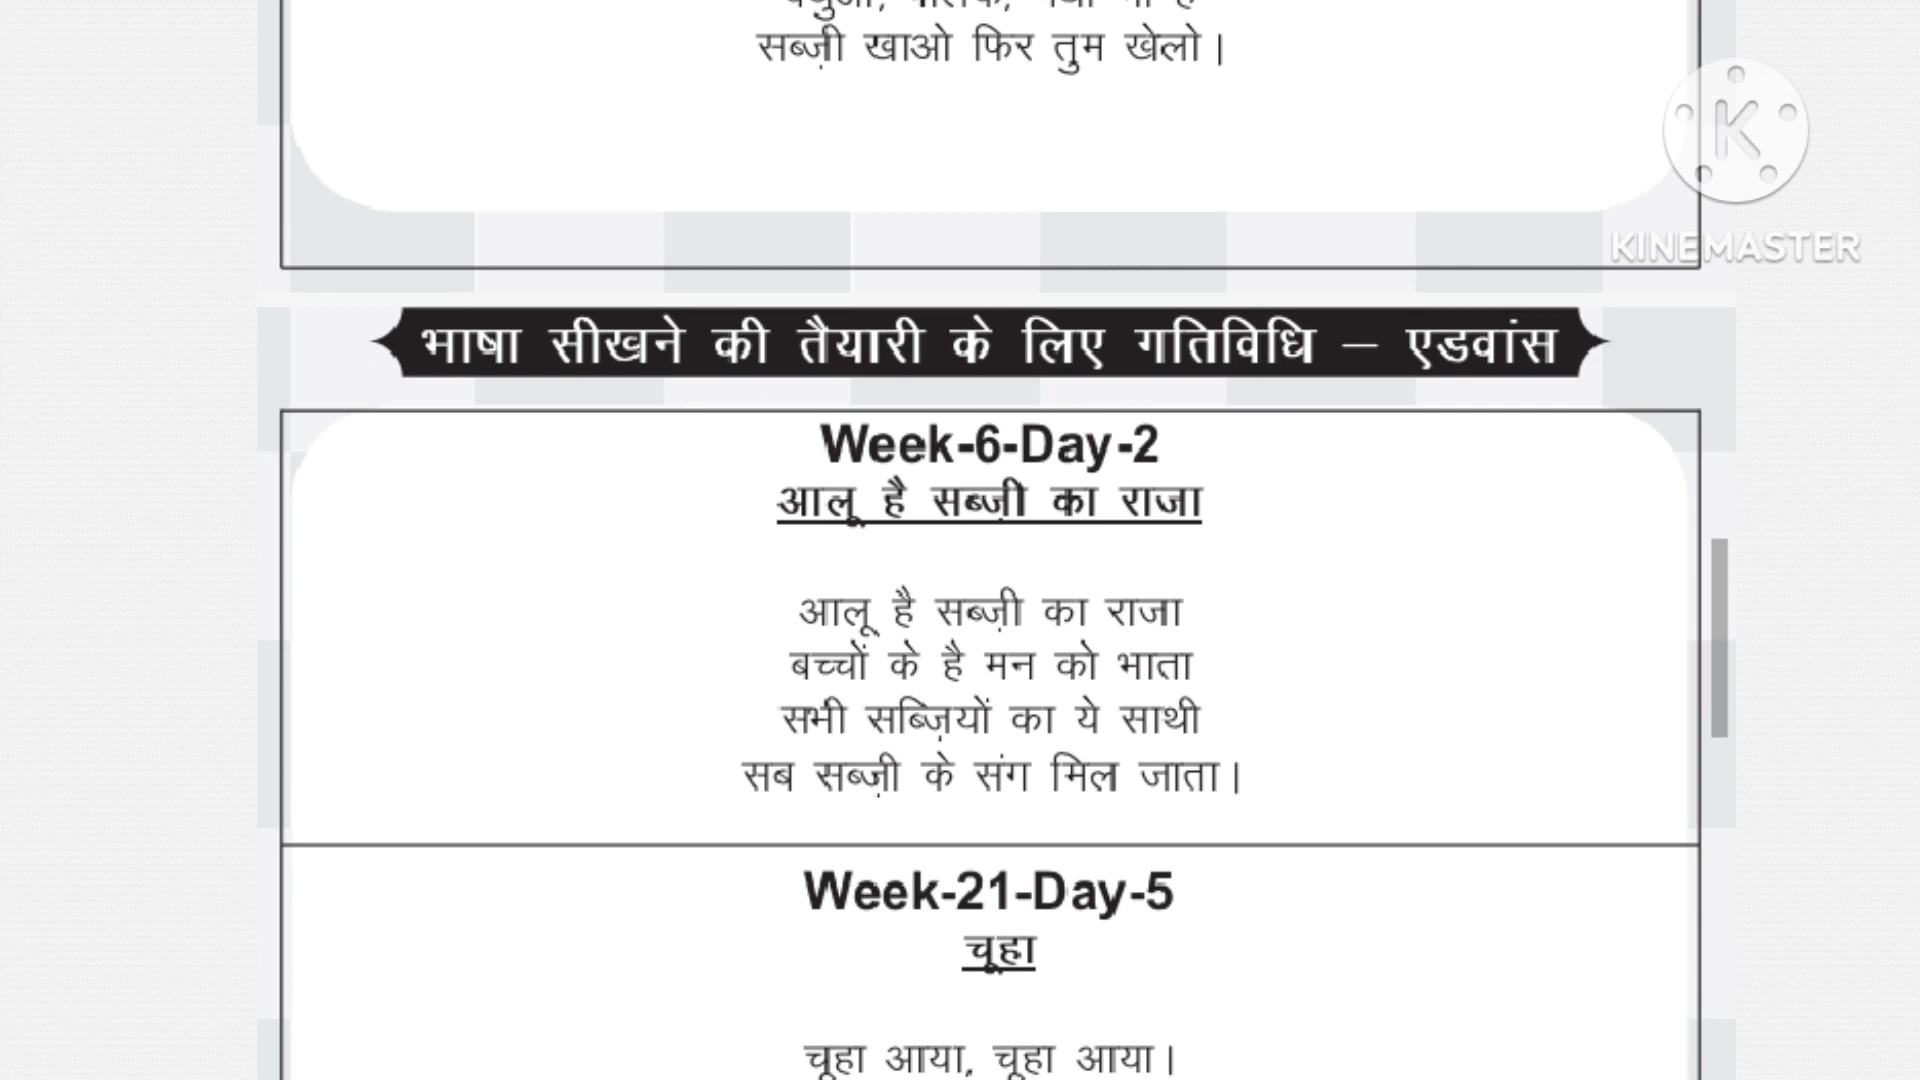 सब्ज़ी खाओ फिर तुम खेलो।
KINEMASTER
भाषा सीखने की तैयारी के लिए गतिविधि – एडवांस
Week-6-Day-2
आलू है सब्ज़ी का राजा
आलू है सब्ज़ी का राजा
बच्चों के है मन को भाता
सभी सब्ज़ियों का ये साथी
सब सब्ज़ी के संग मिल जाता।
Week-21-Day-5
चूहा
चूहा आया, चूहा आया।